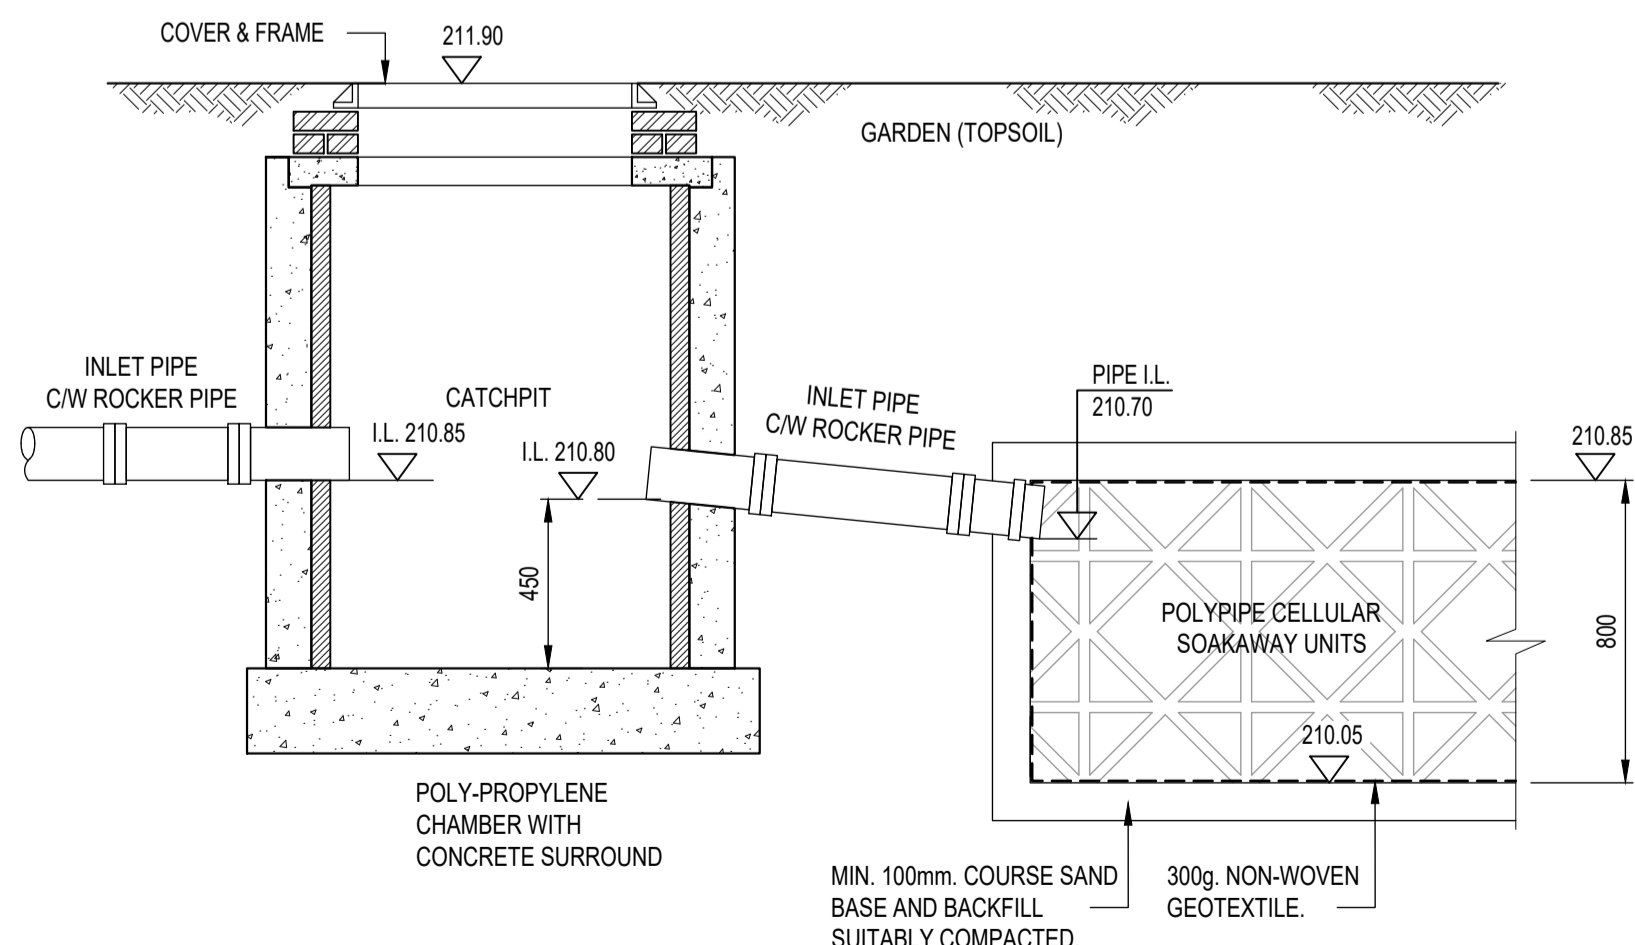 COVER & FRAME
211.90
GARDEN (TOPSOIL)
INLET PIPE
C/W ROCKER PIPE
CATCHPIT
I.L. 210.85
I.L. 210.80
450
INLET PIPE
C/W ROCKER PIPE
PIPE I.L.
210.70
210.85
POLYPIPE CELLULAR
SOAKAWAY UNITS
800
210.05
POLY-PROPYLENE
CHAMBER WITH
CONCRETE SURROUND
MIN. 100mm. COURSE SAND
BASE AND BACKFILL
SUITABLY COMPACTED.
300g. NON-WOVEN
GEOTEXTILE.